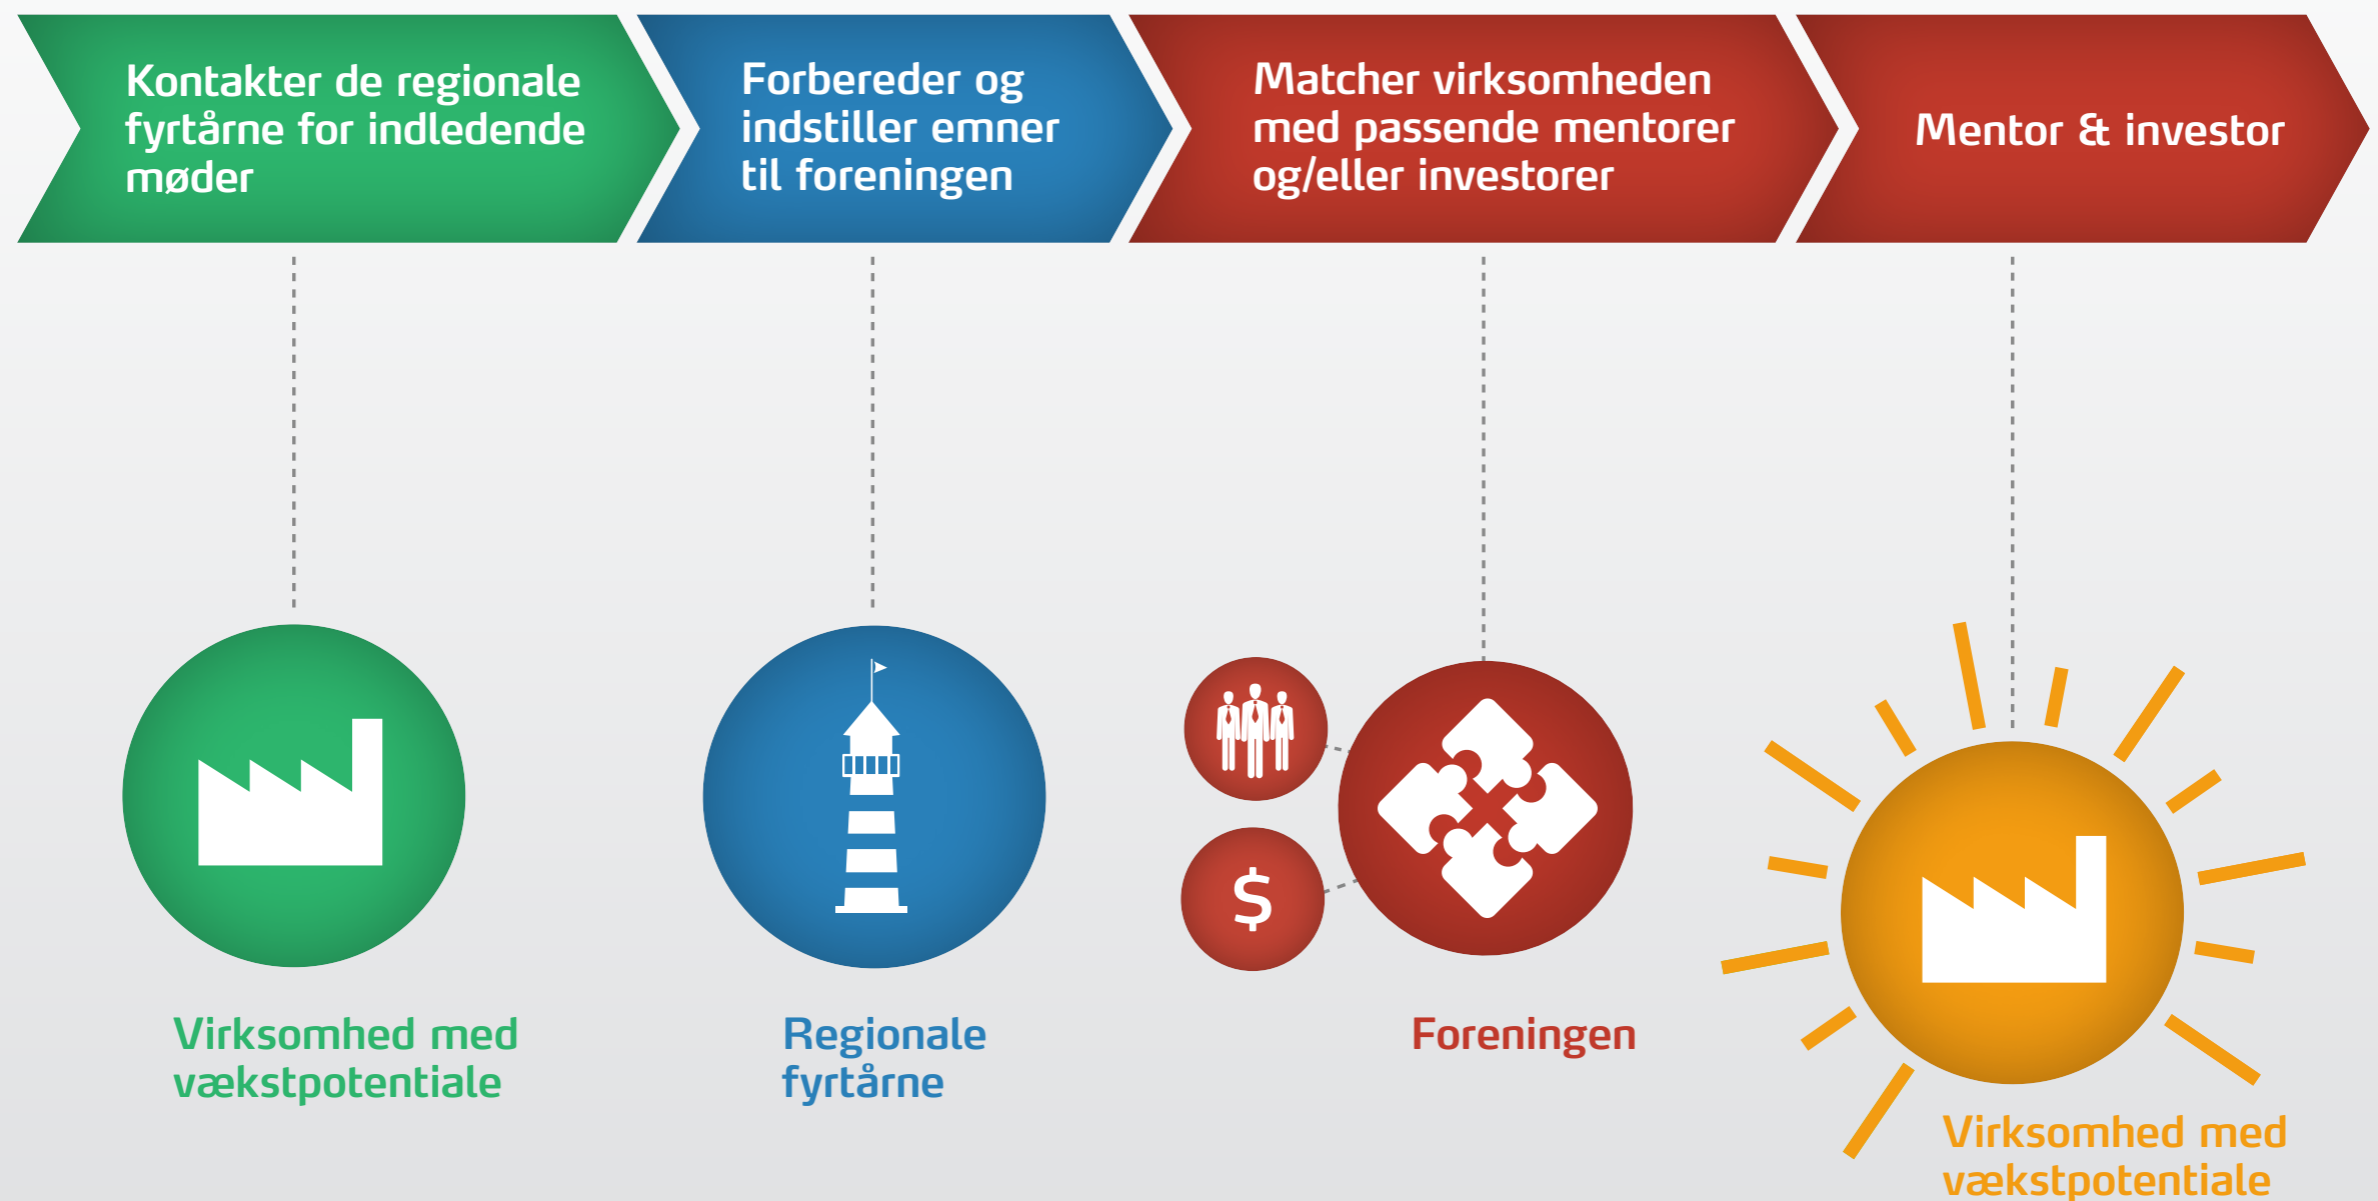 Kontakter de regionale
fyrtårne for indledende
møder
Forbereder og
indstiller emner
til foreningen
Matcher virksomheden
med passende mentorer
og/eller investorer
Mentor & investor
$
Virksomhed med
vækstpotentiale
Regionale
fyrtårne
Foreningen
Virksomhed med
vækstpotentiale